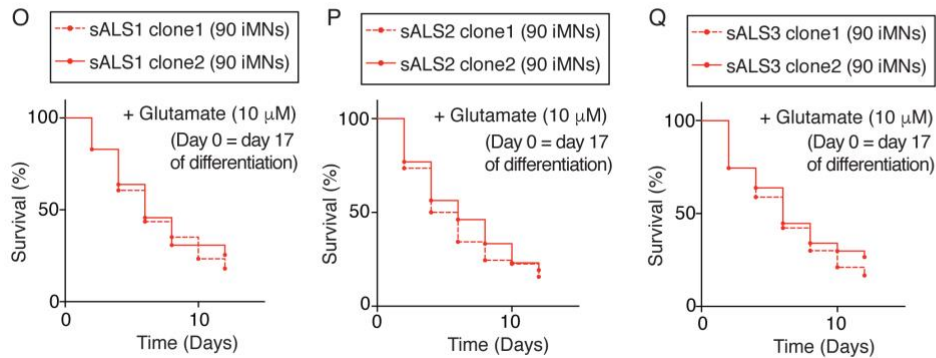 O
sALS1 clone1 (90 iMNs)
sALS1 clone2 (90 iMNs)
+ Glutamate (10 μM)
(Day 0 = day 17
of differentiation)
Survival (%)
100
50
0
0
10
Time (Days)
P
sALS2 clone1 (90 iMNs)
sALS2 clone2 (90 iMNs)
+ Glutamate (10 μM)
(Day 0 = day 17
of differentiation)
Survival (%)
100
50
0
0
10
Time (Days)
Q
sALS3 clone1 (90 iMNs)
sALS3 clone2 (90 iMNs)
+ Glutamate (10 μM)
(Day 0 = day 17
of differentiation)
Survival (%)
100
50
0
0
10
Time (Days)